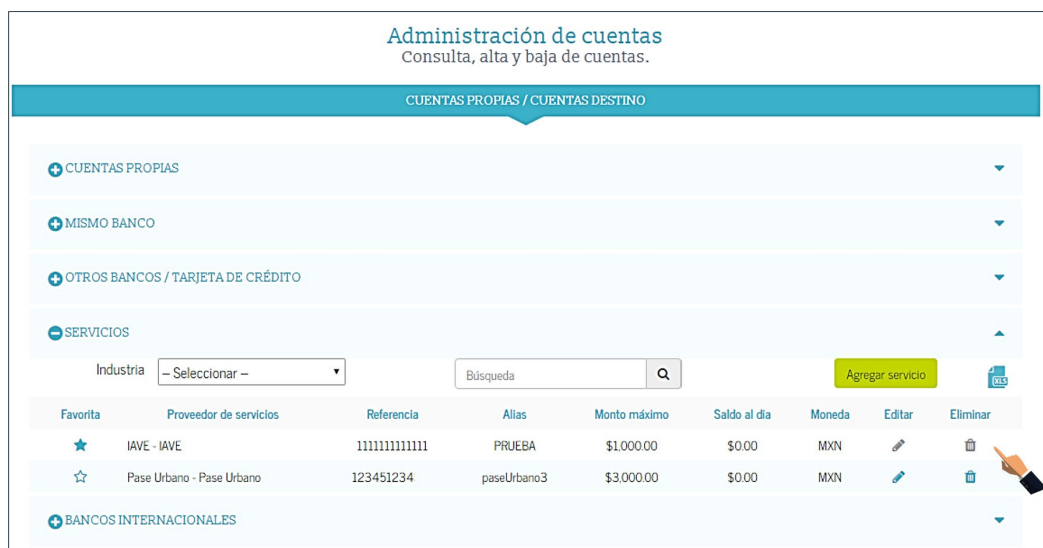 Administración de cuentas
Consulta, alta y baja de cuentas.
CUENTAS PROPIAS / CUENTAS DESTINO
CUENTAS PROPIAS
MISMO BANCO
OTROS BANCOS / TARJETA DE CRÉDITO
SERVICIOS
Industria – Seleccionar – Búsqueda Agregar servicio XLS
Favorita Proveedor de servicios Referencia Alias Monto máximo Saldo al dia Moneda Editar Eliminar
IAVE - IAVE 1111111111111 PRUEBA $1,000.00 $0.00 MXN
Pase Urbano - Pase Urbano 123451234 paseUrbano3 $3,000.00 $0.00 MXN
BANCOS INTERNACIONALES